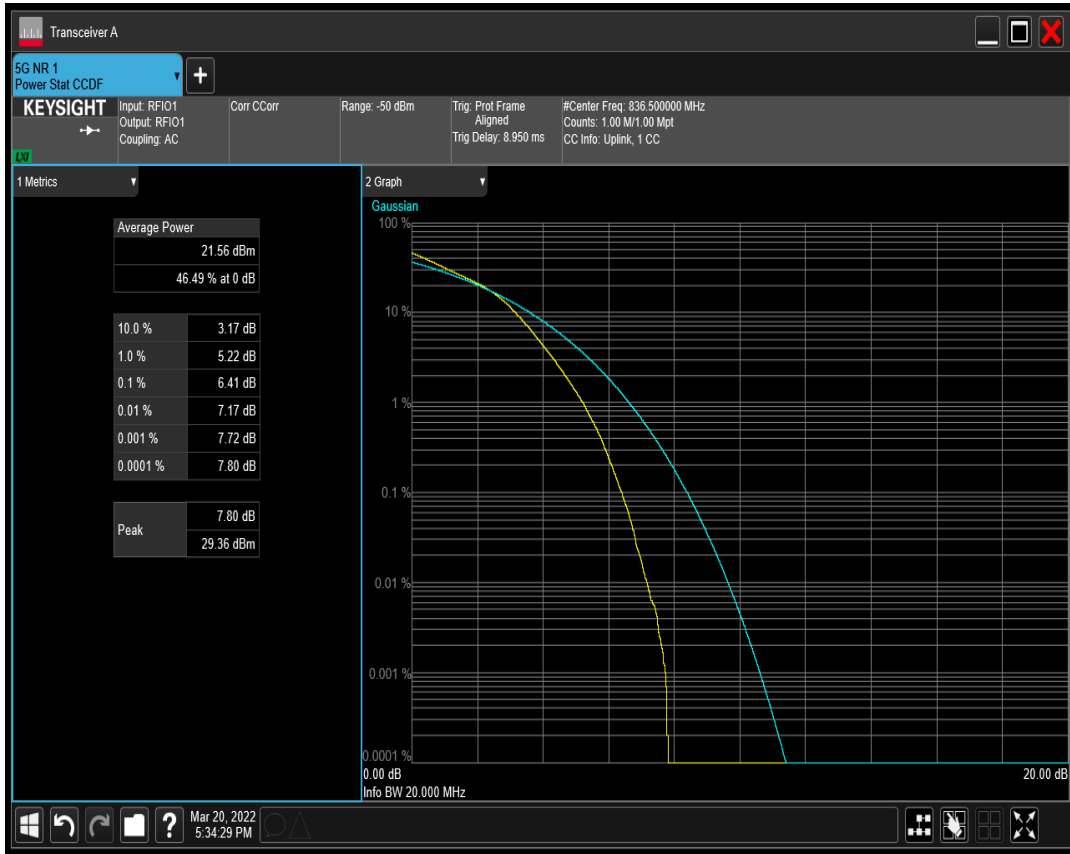 Transceiver A
5G NR 1
Power Stat CCDF
KEYSIGHT
LXI
Input: RFIO1
Output: RFIO1
Coupling: AC
Corr CCorr
Range: -50 dBm
Trig: Prot Frame
Aligned
Trig Delay: 8.950 ms
#Center Freq: 836.500000 MHz
Counts: 1.00 M/1.00 Mpt
CC Info: Uplink, 1 CC
1 Metrics
Average Power
21.56 dBm
46.49 % at 0 dB
10.0 % 3.17 dB
1.0 % 5.22 dB
0.1 % 6.41 dB
0.01 % 7.17 dB
0.001 % 7.72 dB
0.0001 % 7.80 dB
Peak
7.80 dB
29.36 dBm
2 Graph
Gaussian
100 %
10 %
1 %
0.1 %
0.01 %
0.001 %
0.0001 %
0.00 dB 20.00 dB
Info BW 20.000 MHz
Mar 20, 2022
5:34:29 PM